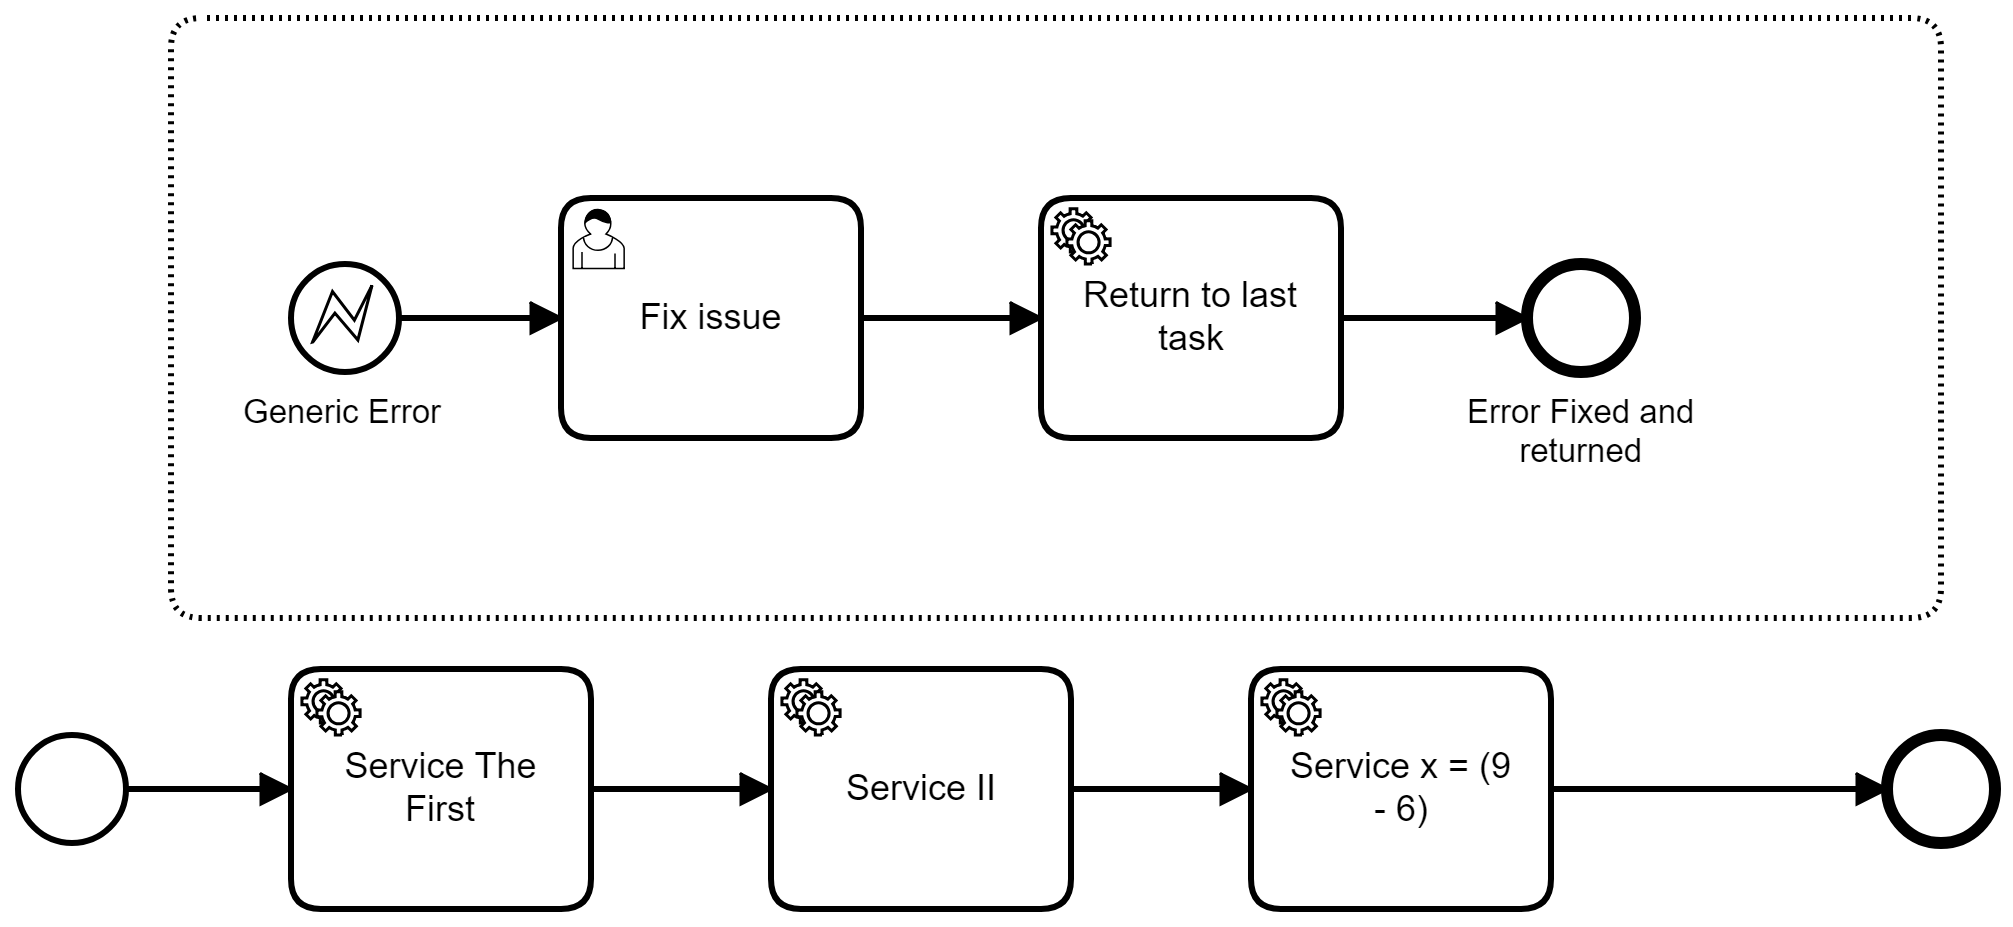 Fix issue
Return to last
task
Generic Error
Error Fixed and
returned
Service The
First
Service II
Service x = (9
- 6)